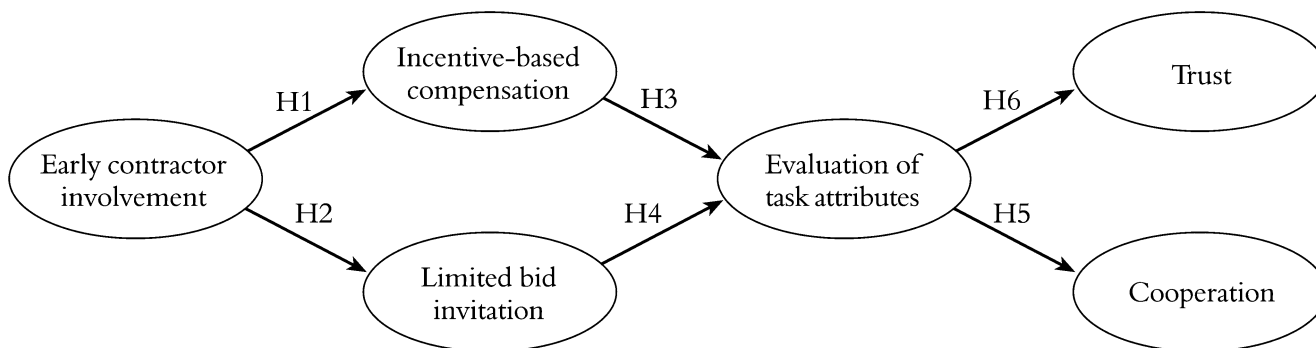 Early contractor
involvement
H1
H2
Incentive-based
compensation
Limited bid
invitation
H3
H4
Evaluation of
task attributes
H6
H5
Trust
Cooperation